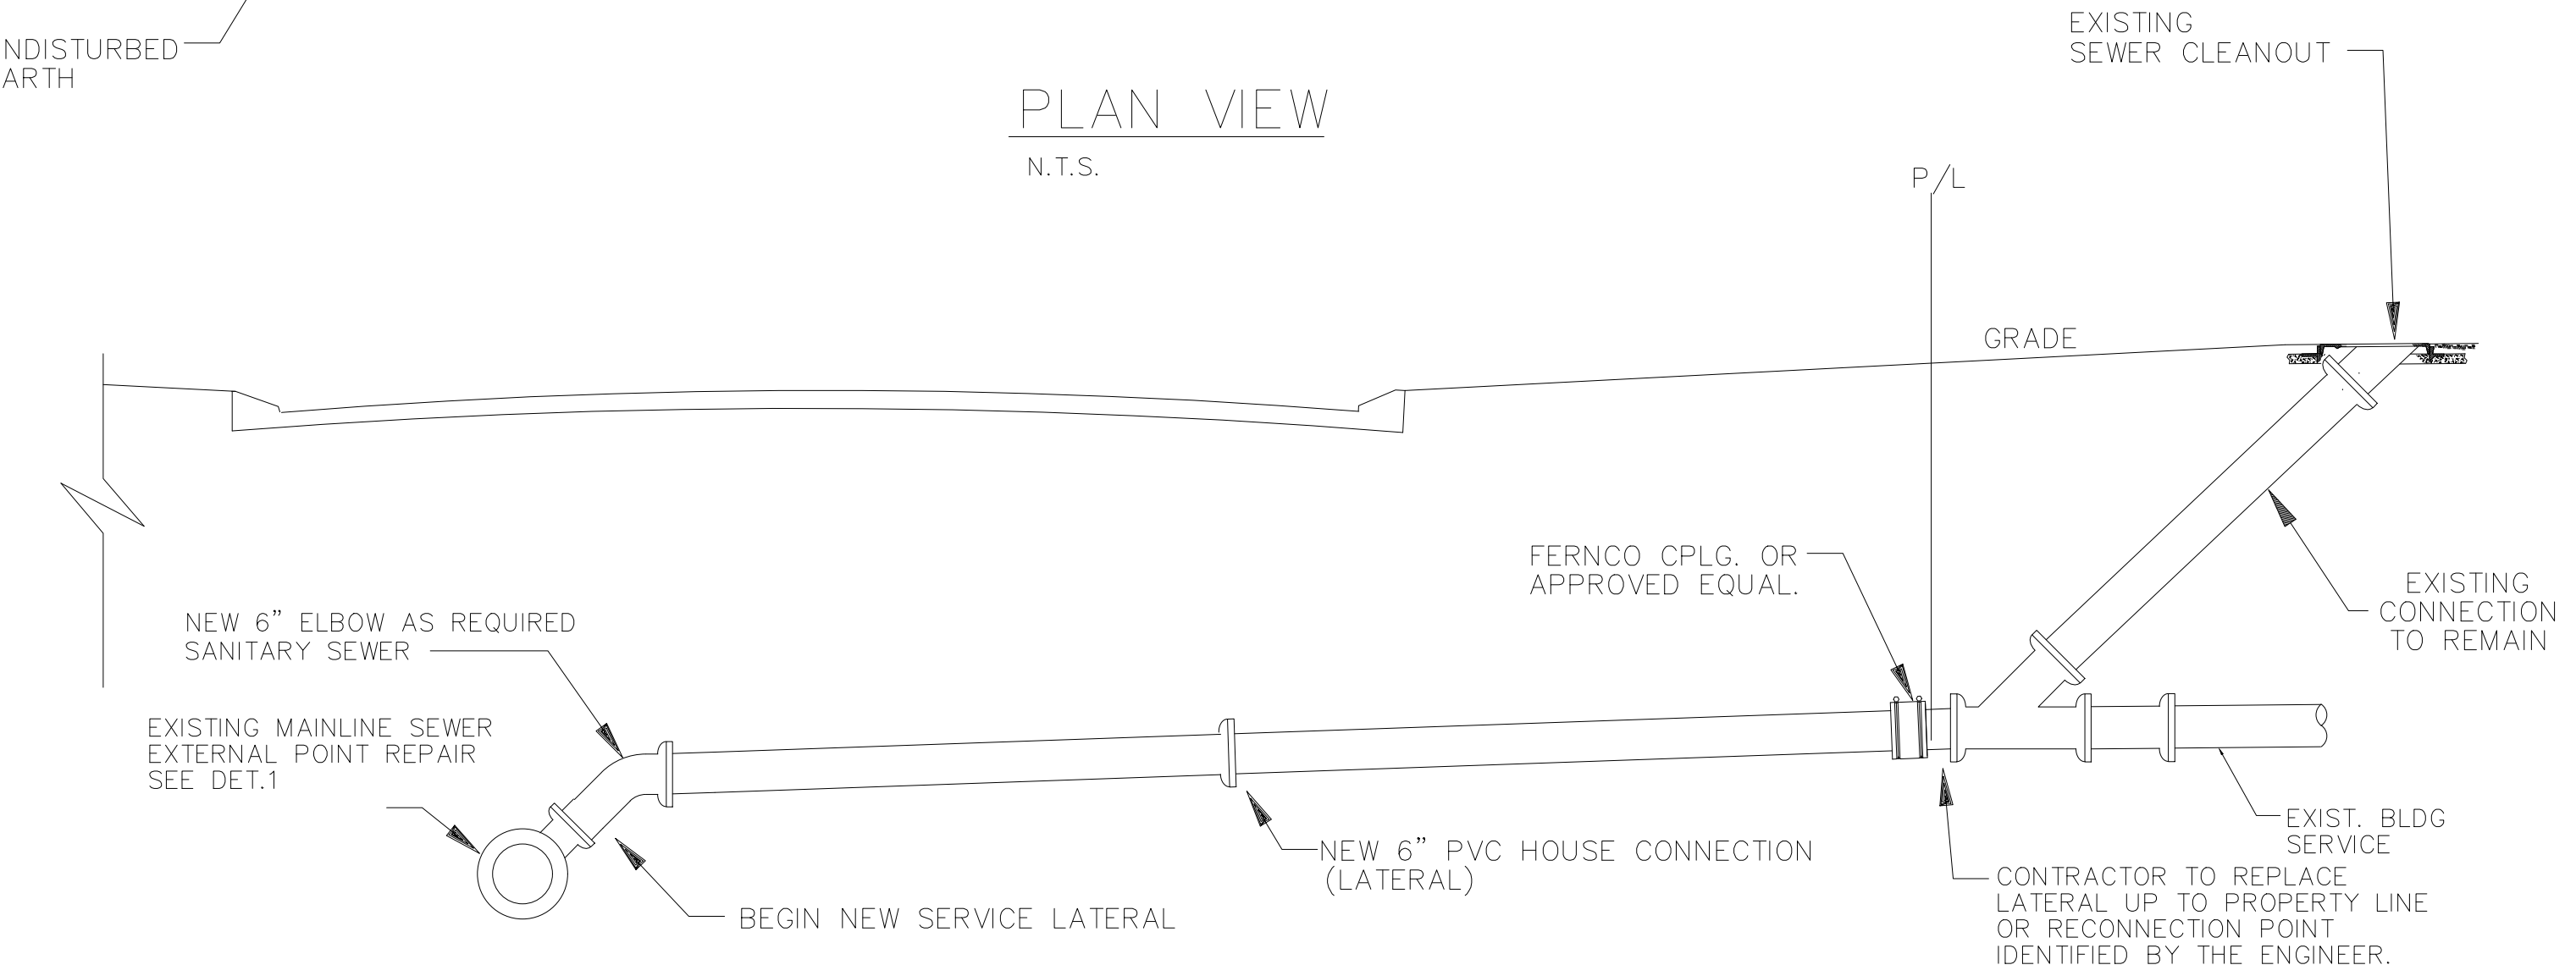 NDISTURBED
ARTH
EXISTING
SEWER CLEANOUT
PLAN VIEW
N.T.S.
P/L
GRADE
FERNCO CPLG. OR
APPROVED EQUAL.
EXISTING
CONNECTION
TO REMAIN
NEW 6” ELBOW AS REQUIRED
SANITARY SEWER
EXISTING MAINLINE SEWER
EXTERNAL POINT REPAIR
SEE DET.1
EXIST. BLDG
SERVICE
NEW 6” PVC HOUSE CONNECTION
(LATERAL)
CONTRACTOR TO REPLACE
LATERAL UP TO PROPERTY LINE
OR RECONNECTION POINT
IDENTIFIED BY THE ENGINEER.
BEGIN NEW SERVICE LATERAL